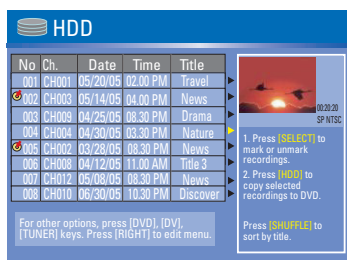 HDD
No Ch. Date Time Title
001 CH001 05/20/05 02.00 PM Travel
002 CH003 05/14/05 04.00 PM News
003 CH009 04/25/05 08.30 PM Drama
004 CH004 04/30/05 03.30 PM Nature
005 CH002 03/28/05 08.30 PM News
006 CH008 04/12/05 11.00 AM Title 3
007 CH012 05/08/05 08.30 PM News
008 CH010 06/30/05 10.30 PM Discover
For other options, press [DVD], [DV],
[TUNER] keys. Press [RIGHT] to edit menu.
00:20:20
SP NTSC
1. Press [SELECT] to
mark or unmark
recordings.
2. Press [HDD] to
copy selected
recordings to DVD.
Press [SHUFFLE] to
sort by title.